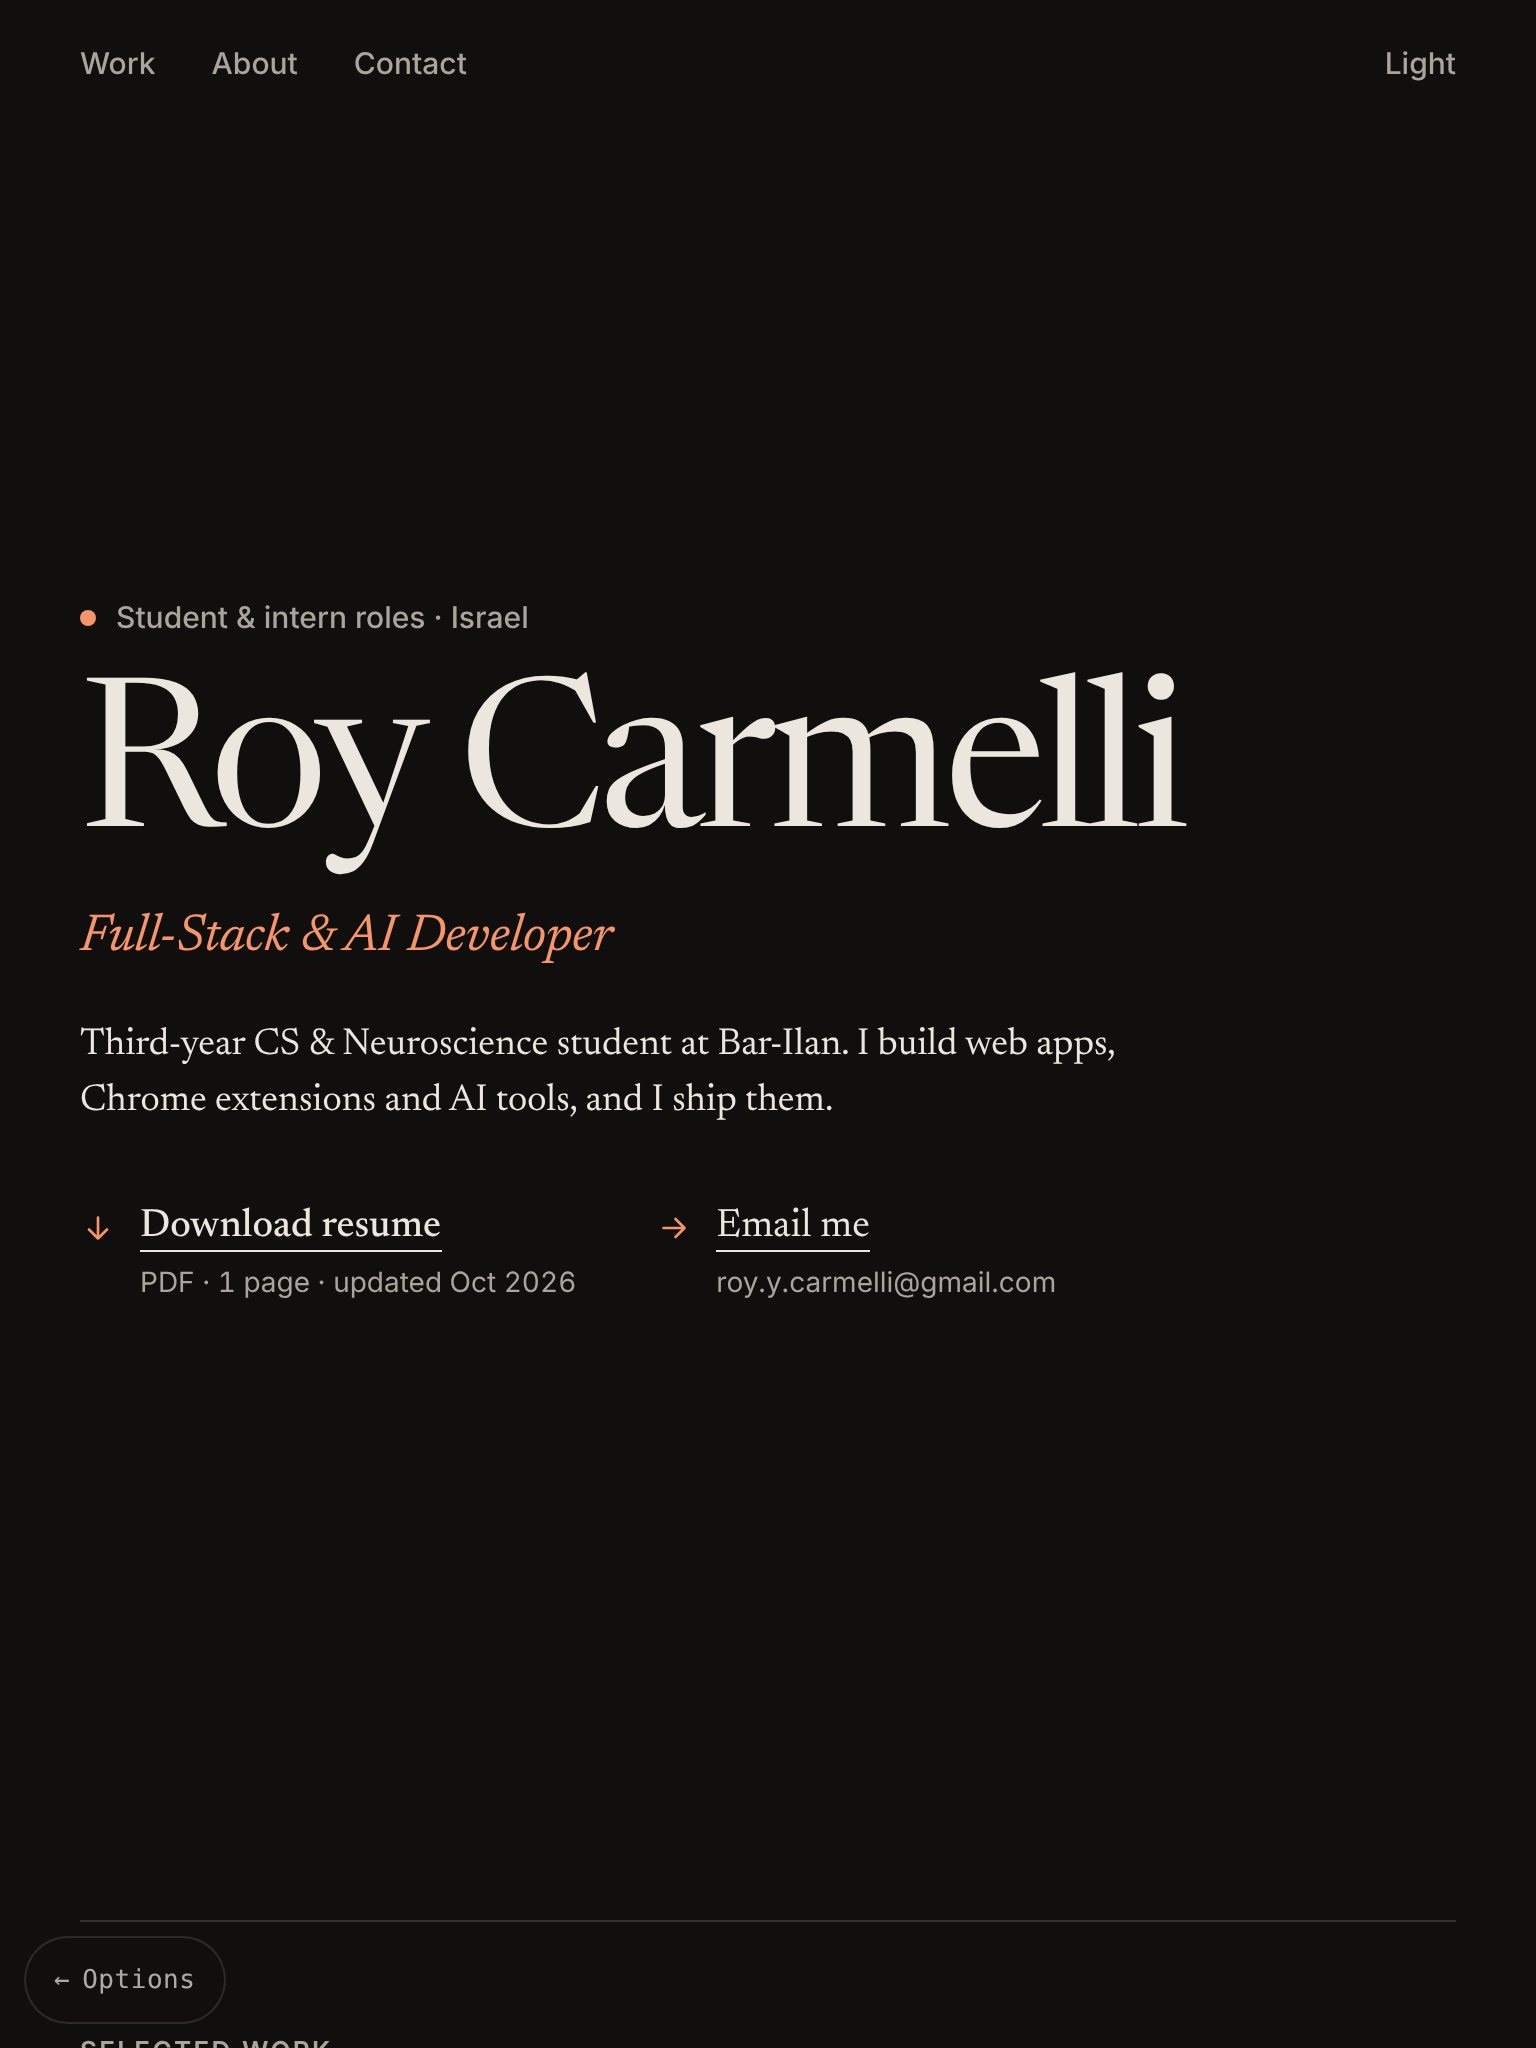 Work About Contact Light
Student & intern roles · Israel
Roy Carmelli
Full-Stack & AI Developer
Third-year CS & Neuroscience student at Bar-Ilan. I build web apps,
Chrome extensions and AI tools, and I ship them.
↓ Download resume → Email me
PDF · 1 page · updated Oct 2026 roy.y.carmelli@gmail.com
← Options
SELECTED WORK